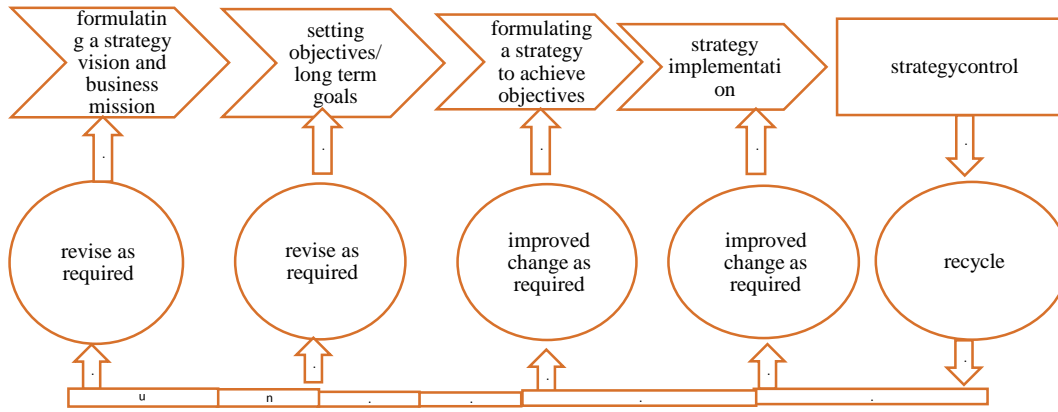 formulatin
g a strategy
vision and
business
mission
setting
objectives/
long term
goals
formulating
a strategy
to achieve
objectives
strategy
implementati
on
strategycontrol
.
.
.
.
.
revise as
required
revise as
required
improved
change as
required
improved
change as
required
recycle
.
.
.
.
.
u
n
.
.
.
.